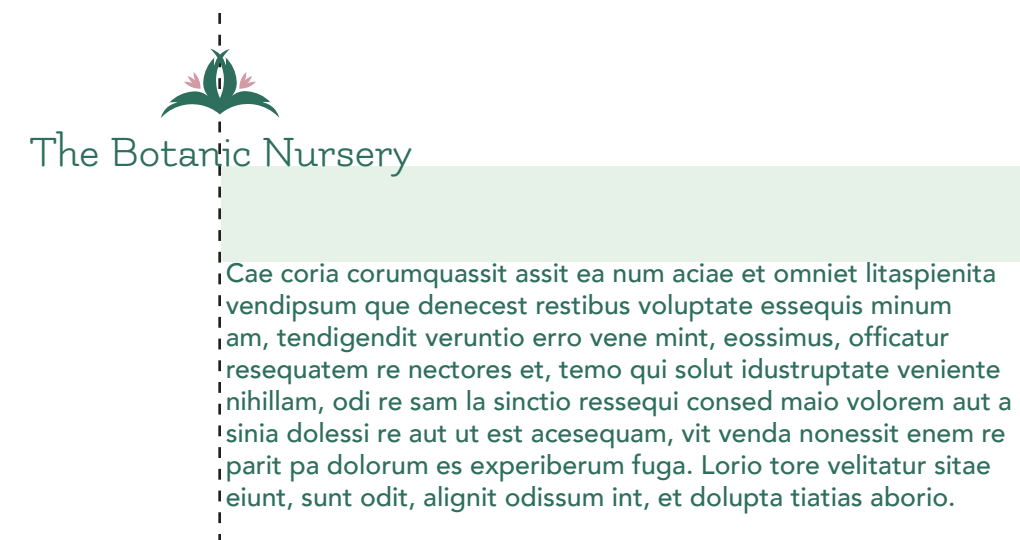 The Botanic Nursery
Cae coria corumquassit assit ea num aciae et omniet litaspienita
vendipsum que denecest restibus voluptate essequis minum
am, tendigendit veruntio erro vene mint, eossimus, officatur
resequatem re nectores et, temo qui solut idustruptate veniente
nihillam, odi re sam la sinctio ressequi consed maio volorem aut a
sinia dolessi re aut ut est acesequam, vit venda nonessit enem re
parit pa dolorum es experiberum fuga. Lorio tore velitatur sitae
eiunt, sunt odit, alignit odissum int, et dolupta tiatias aborio.